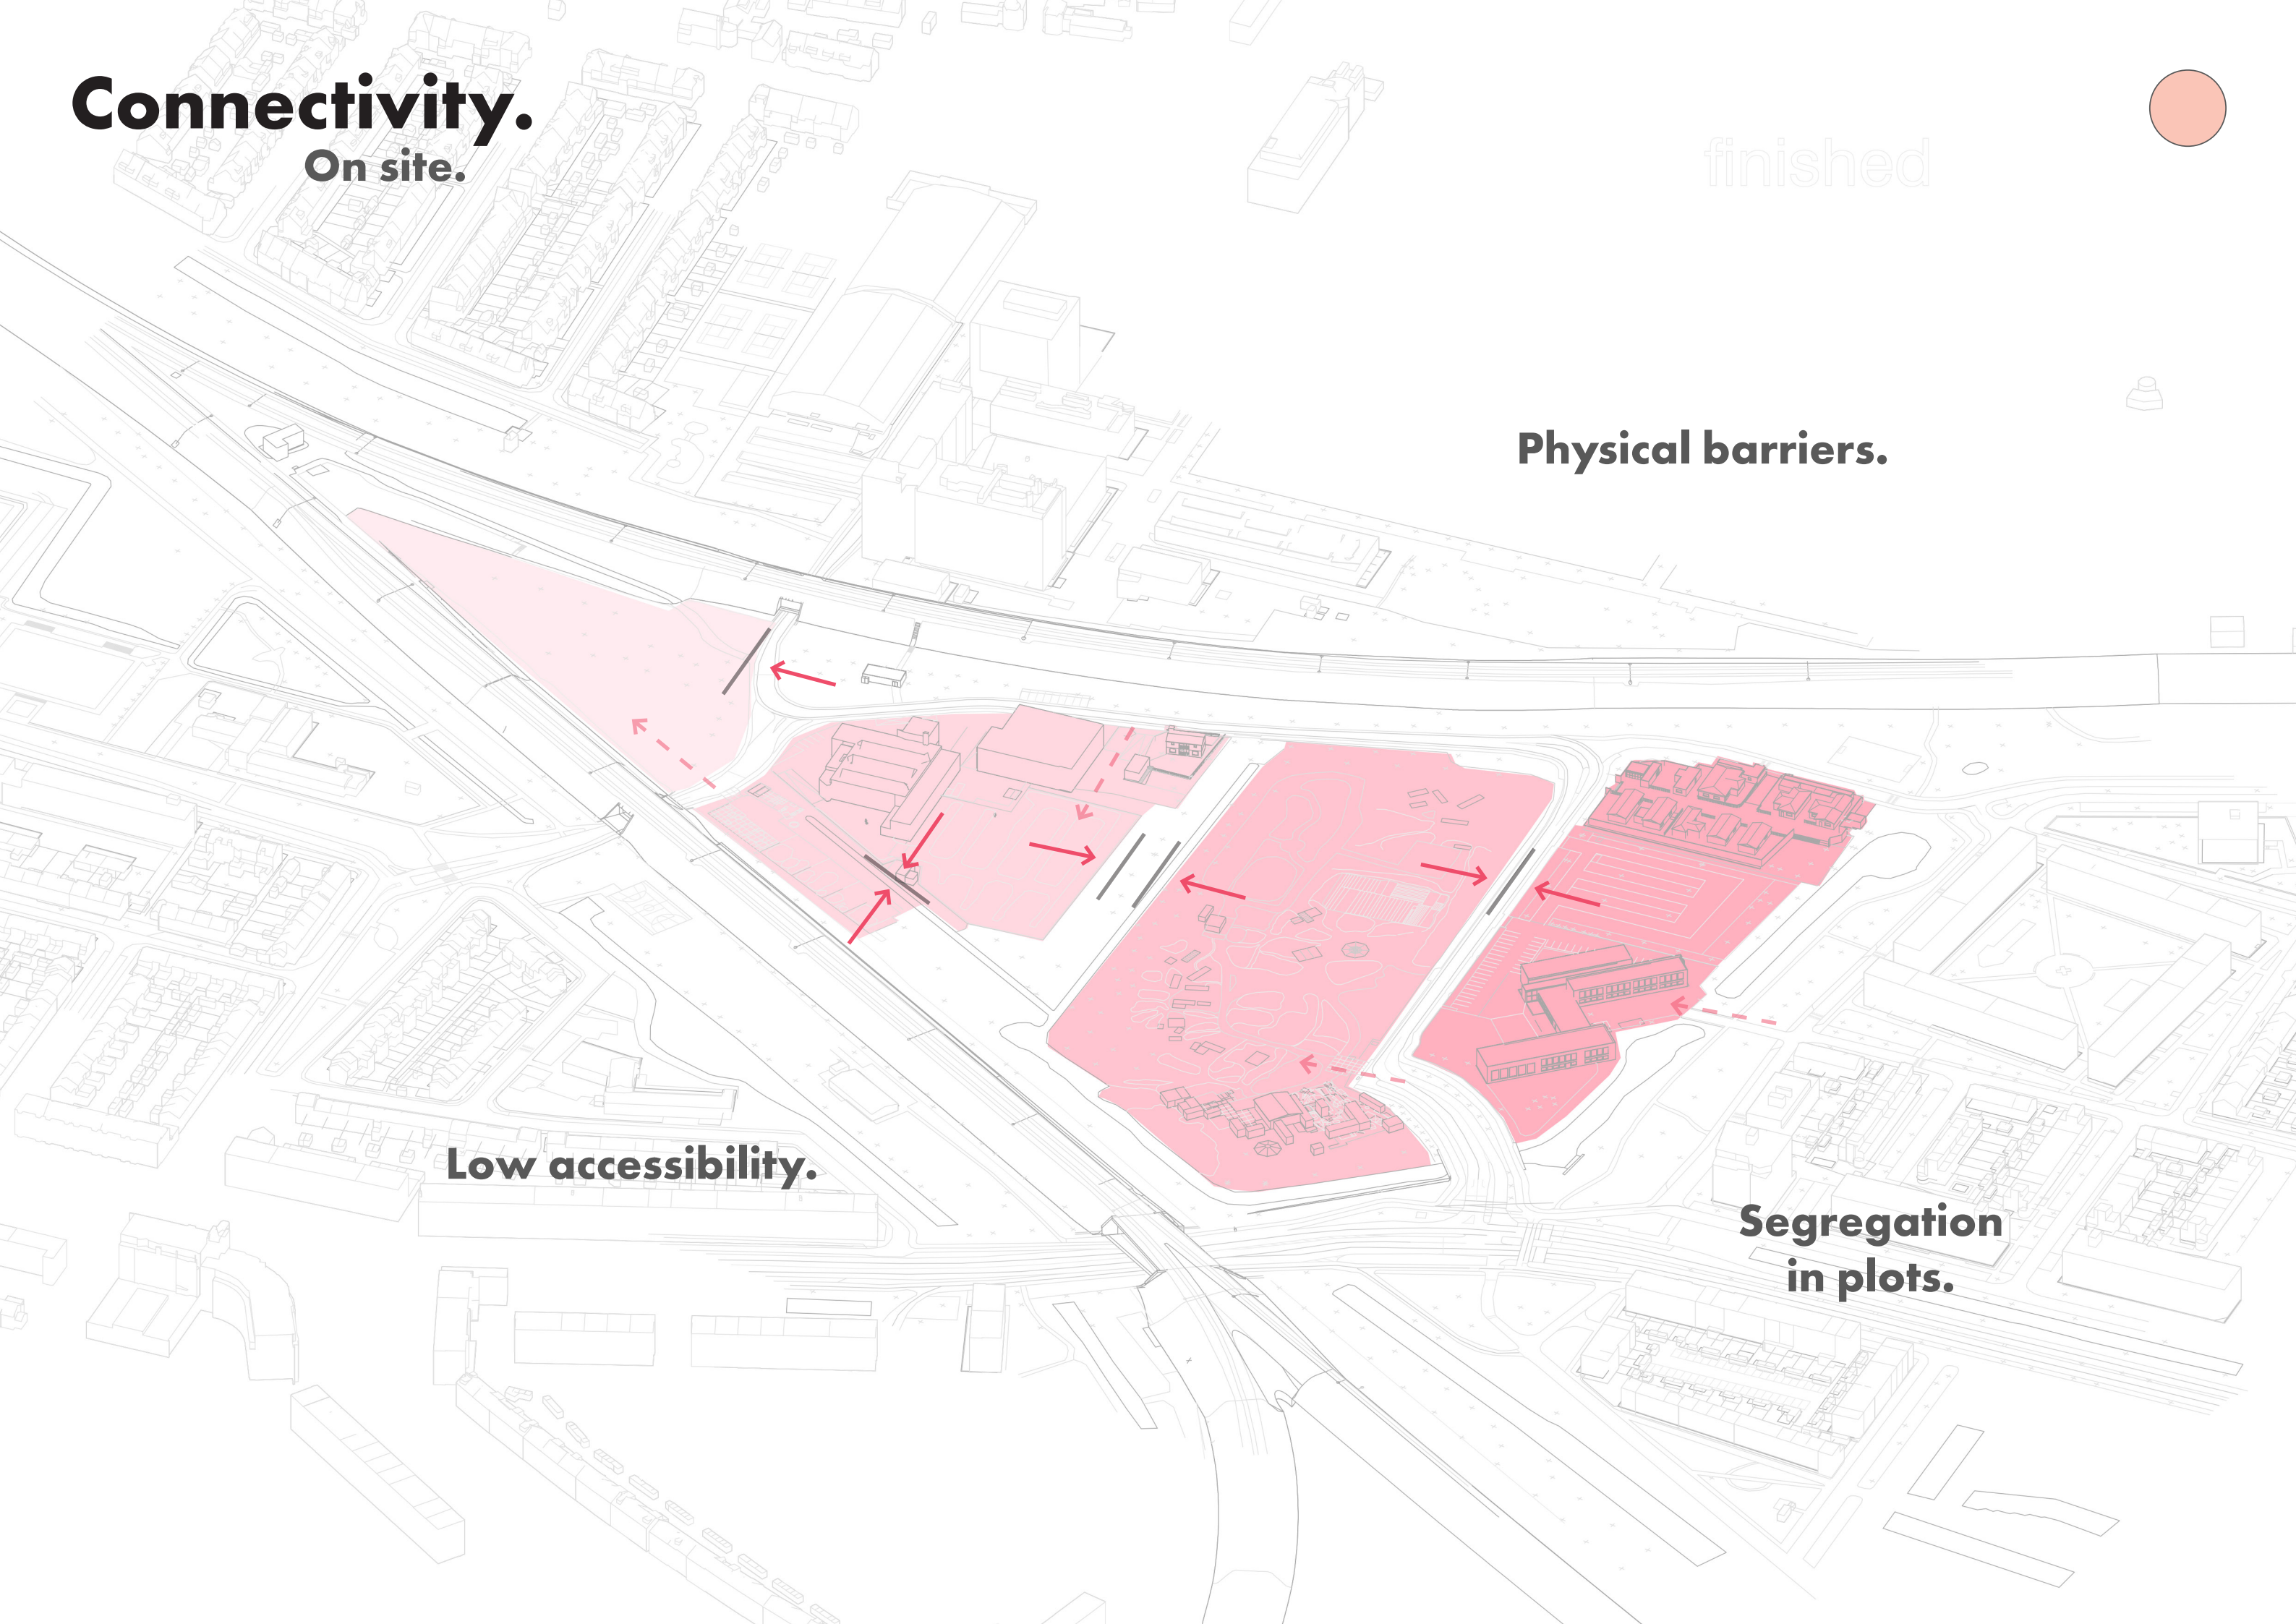 Connectivity.
On site.
finished
Physical barriers.
Low accessibility.
Segregation
in plots.